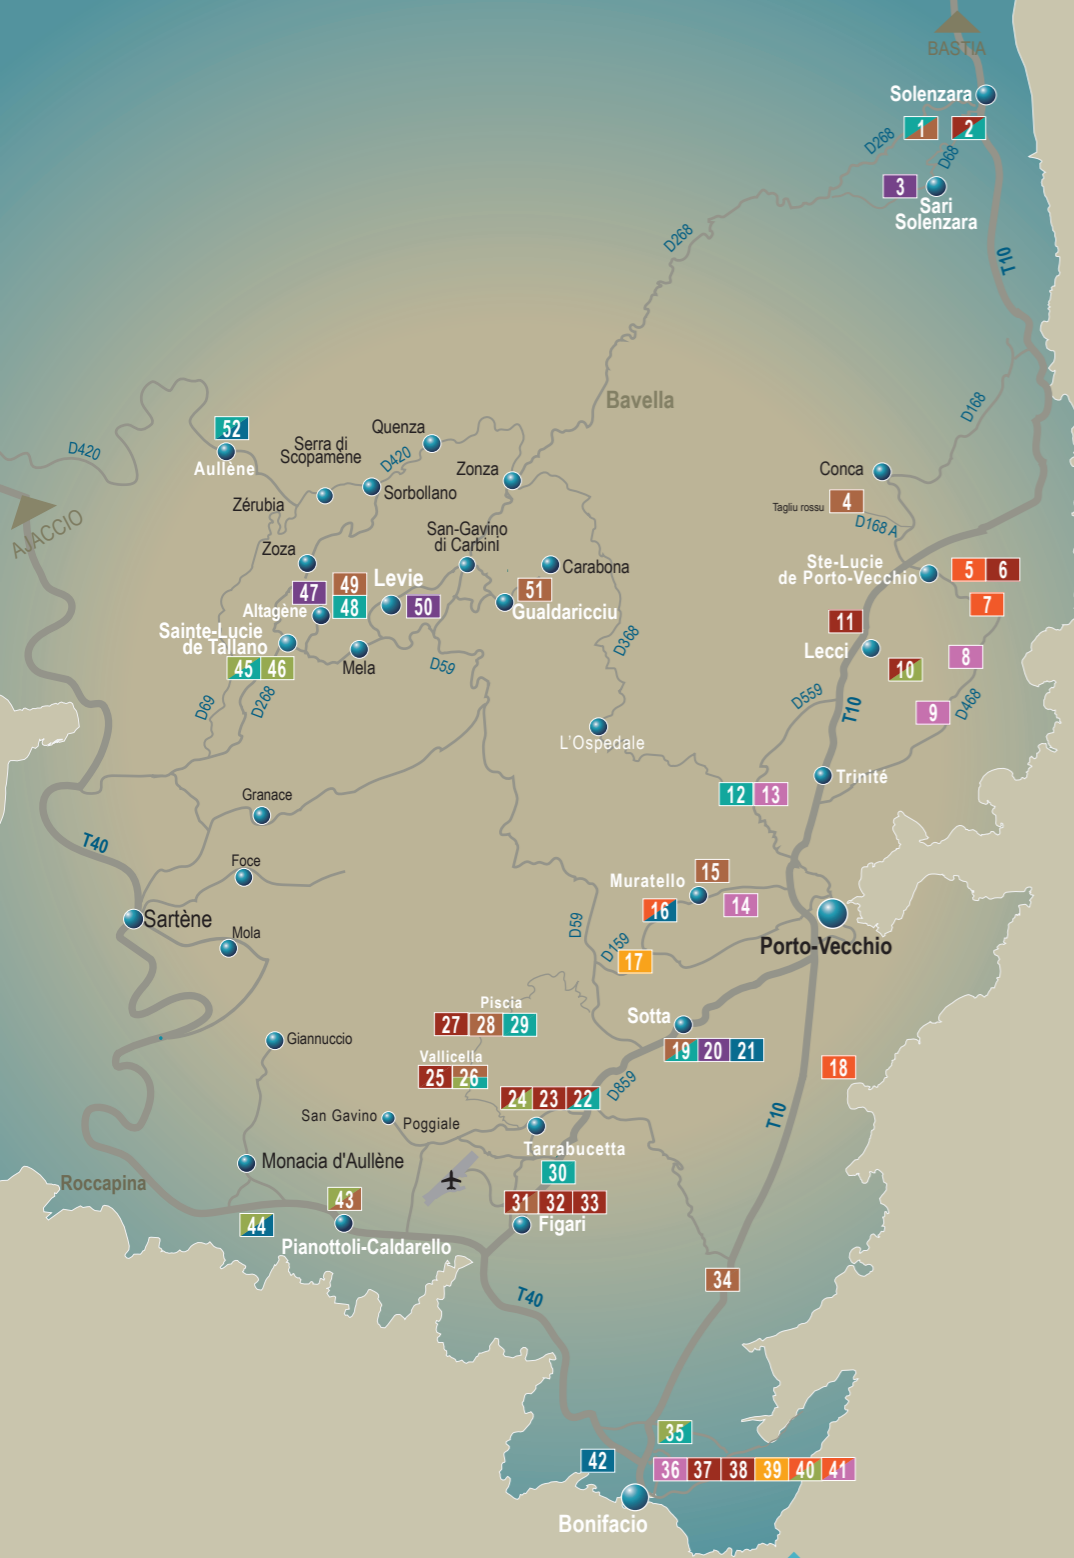 BASTIA
Solenzara
1
2
D268
D68
3
Sari
Solenzara
D268
T10
Bavella
D168
52
Aullène
D420
Quenza
Serra di
Scopamène
D420
Zonza
Sorbollano
Zérubia
Conca
4
Tagliu rossu
D168 A
AJACCIO
San-Gavino
di Carbini
Zoza
Carabona
Ste-Lucie
de Porto-Vecchio
5
6
7
47
49
48
Levie
50
51
Gualdaricciu
Altagène
Sainte-Lucie
de Tallano
45
46
Mela
D59
D69
D268
D368
11
Lecci
10
8
9
D468
D559
T10
L'Ospedale
Trinité
12
13
Granace
T40
Foce
Sartène
Mola
Muratello
15
16
14
D59
D159
17
Porto-Vecchio
Piscia
27
28
29
Sotta
19
20
21
Giannuccio
Vallicella
25
26
18
24
23
22
D859
San Gavino
Poggiale
Tarrabucetta
30
T10
Monacia d'Aullène
Roccapina
43
44
Pianottoli-Caldarello
31
32
33
Figari
34
T40
35
42
36
37
38
39
40
41
Bonifacio